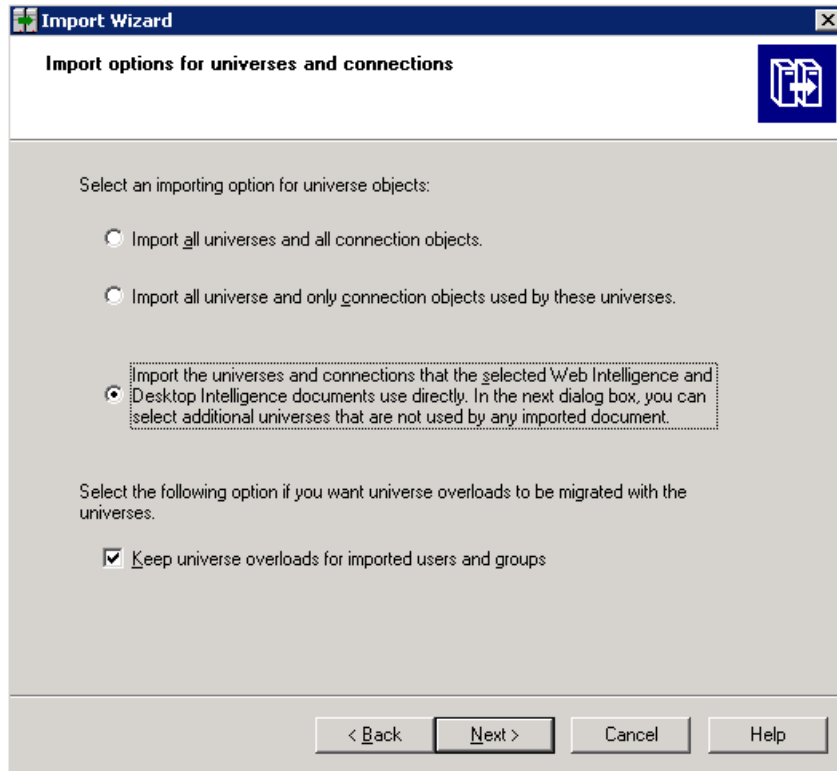 Import Wizard
Import options for universes and connections
Select an importing option for universe objects:
Import all universes and all connection objects.
Import all universe and only connection objects used by these universes.
Import the universes and connections that the selected Web Intelligence and
Desktop Intelligence documents use directly. In the next dialog box, you can
select additional universes that are not used by any imported document.
Select the following option if you want universe overloads to be migrated with the
universes.
Keep universe overloads for imported users and groups
< Back
Next >
Cancel
Help